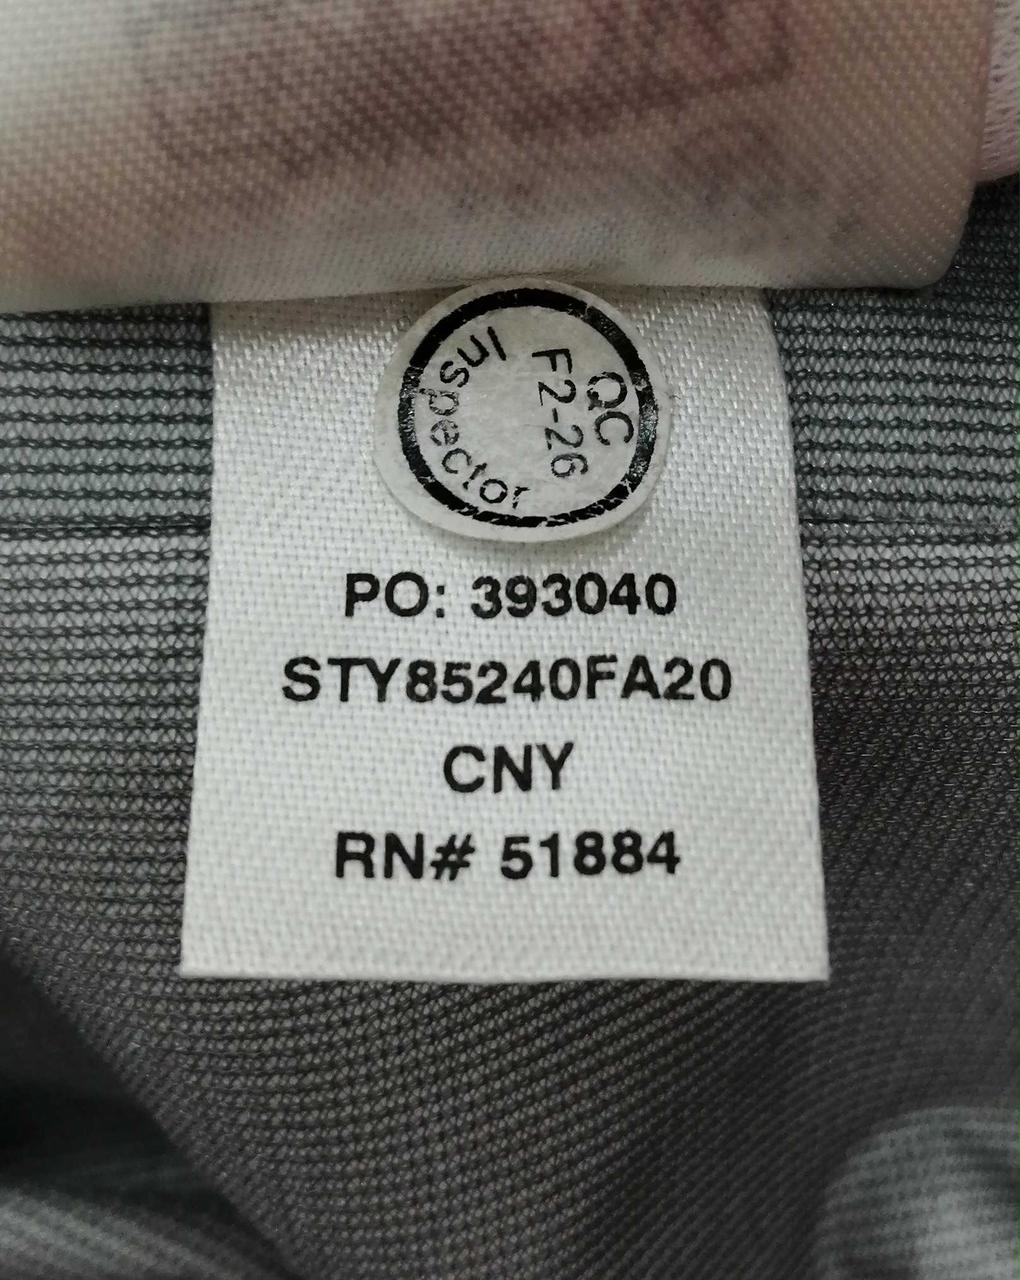 QC
F2-26
Inspector
PO: 393040
STY85240FA20
CNY
RN# 51884